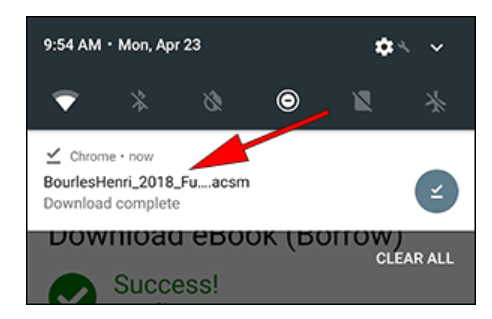 9:54 AM • Mon, Apr 23
Chrome • now
BourlesHenri_2018_Fu....acsm
Download complete
Download eBook (Borrow)
CLEAR ALL
Success!